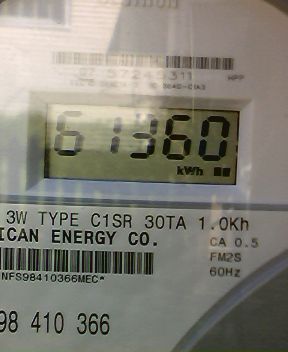 61360
kWh
3W TYPE C1SR 30TA 1.0Kh
ICAN ENERGY CO.
CA 0.5
FM2S
NFS98410366MEC*
60Hz
98 410 366